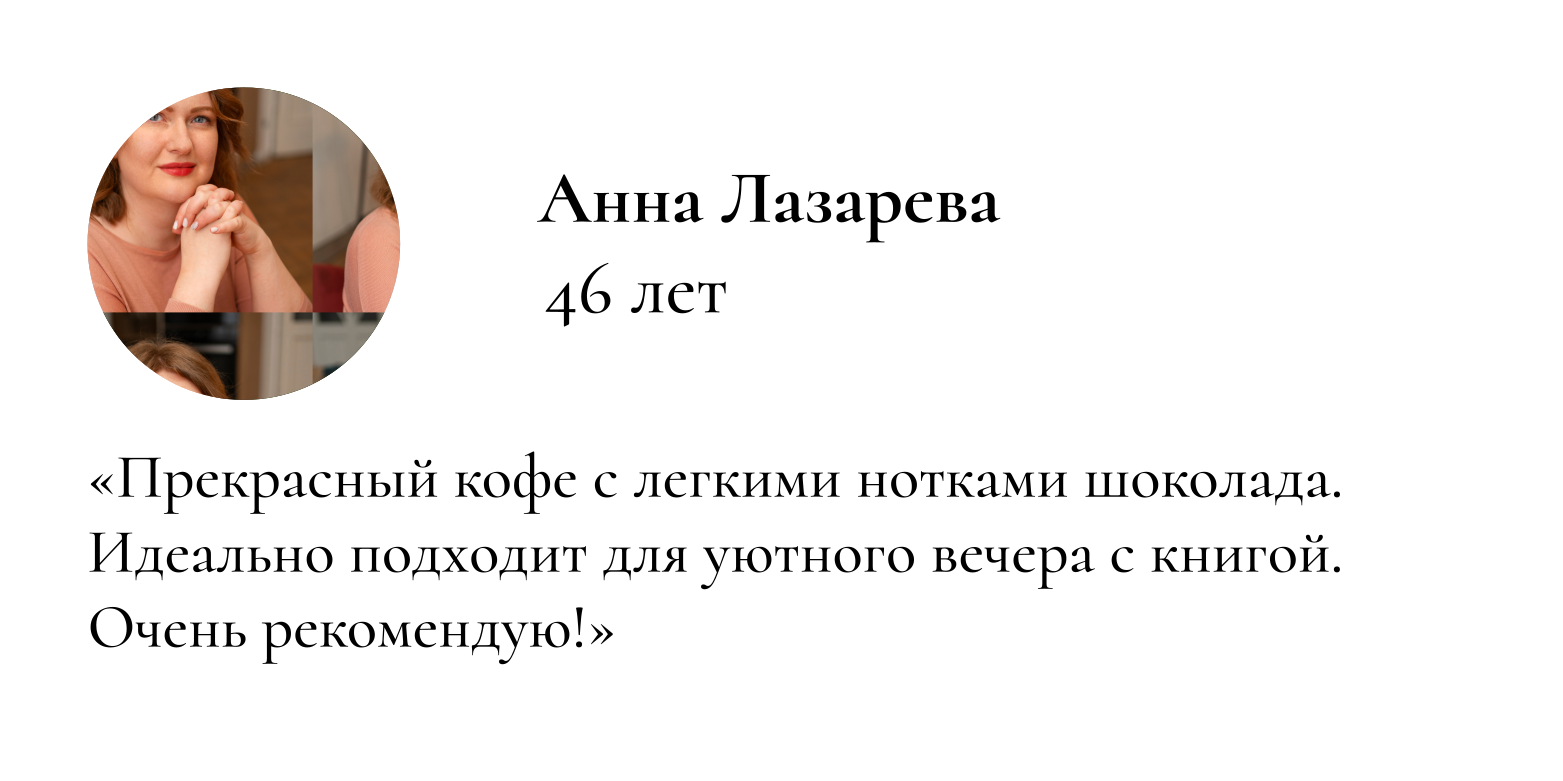 Анна Лазарева
46 лет
«Прекрасный кофе с легкими нотками шоколада.
Идеально подходит для уютного вечера с книгой.
Очень рекомендую!»